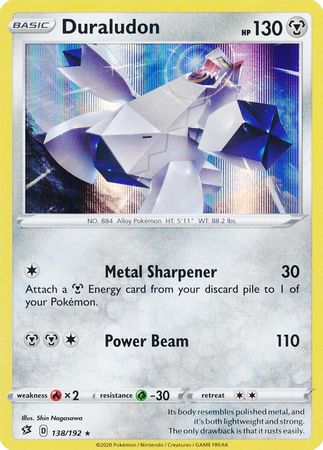 BASIC Duraludon HP 130
NO. 884 Alloy Pokémon HT: 5'11" WT: 88.2 lbs.
Metal Sharpener 30
Attach a Energy card from your discard pile to 1 of
your Pokémon.
Power Beam 110
weakness ×2 resistance -30 retreat
Illus. Shin Nagasawa
D 138/192 ★
Its body resembles polished metal, and
it's both lightweight and strong.
The only drawback is that it rusts easily.
©2020 Pokémon / Nintendo / Creatures / GAME FREAK